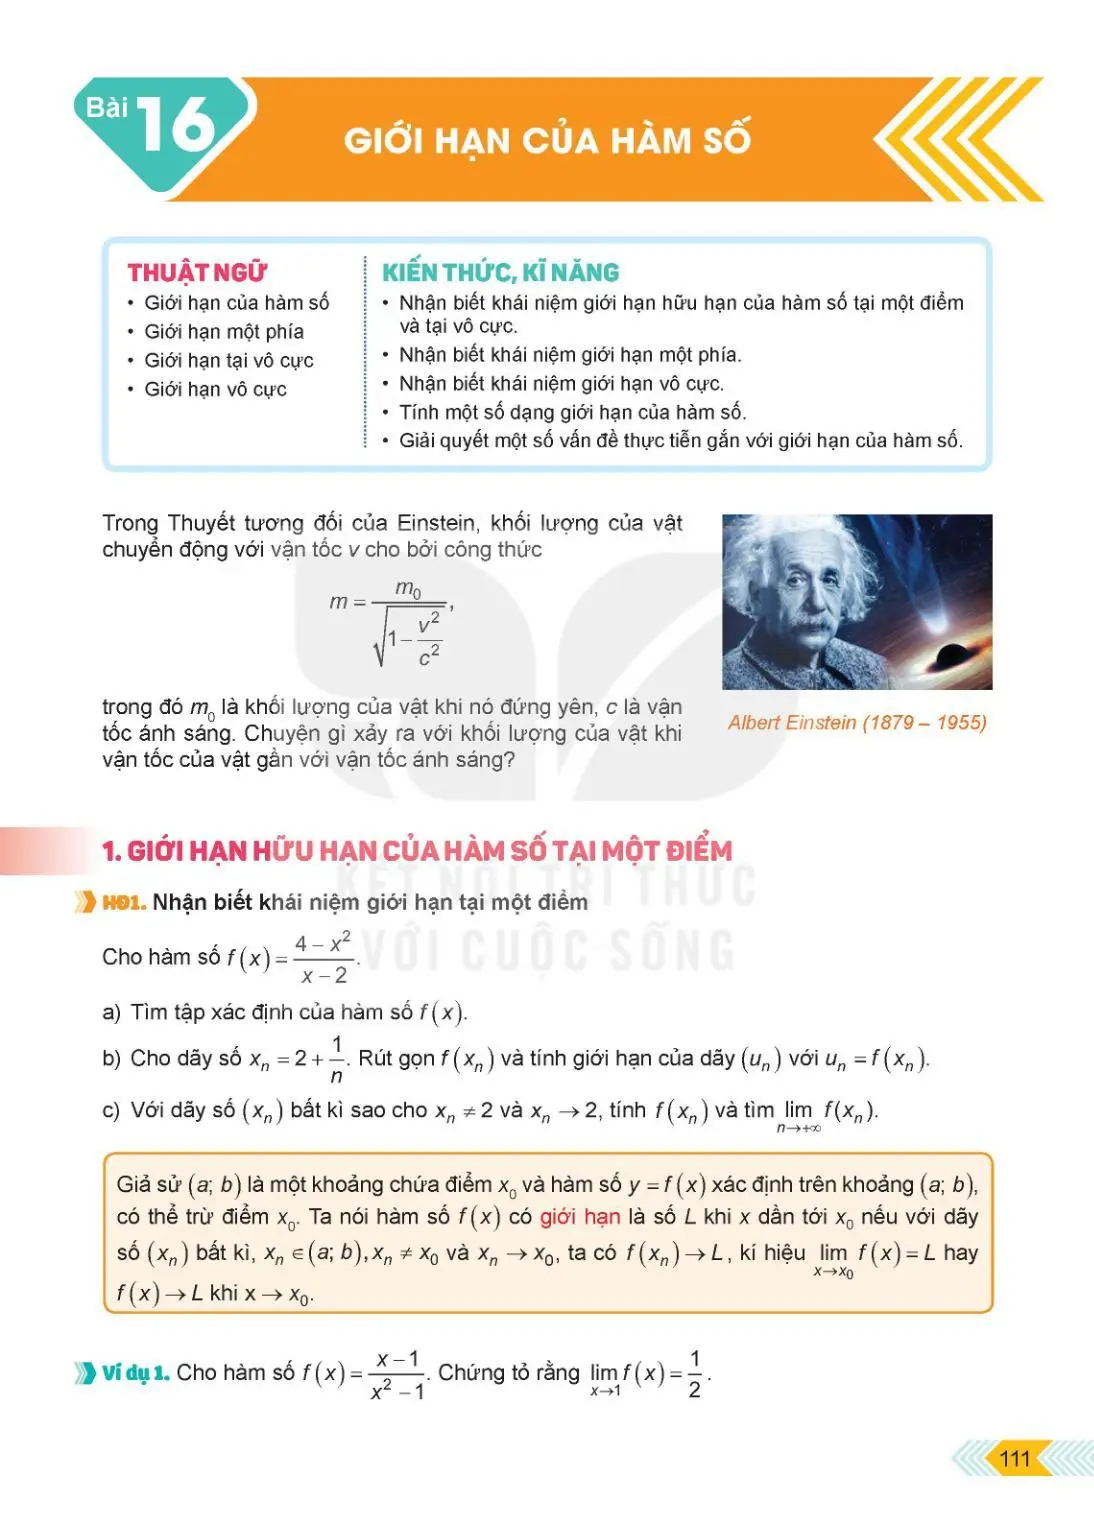 Bài 16
GIỚI HẠN CỦA HÀM SỐ
THUẬT NGỮ
• Giới hạn của hàm số
• Giới hạn một phía
• Giới hạn tại vô cực
• Giới hạn vô cực
KIẾN THỨC, KĨ NĂNG
• Nhận biết khái niệm giới hạn hữu hạn của hàm số tại một điểm
và tại vô cực.
• Nhận biết khái niệm giới hạn một phía.
• Nhận biết khái niệm giới hạn vô cực.
• Tính một số dạng giới hạn của hàm số.
• Giải quyết một số vấn đề thực tiễn gắn với giới hạn của hàm số.
Trong Thuyết tương đối của Einstein, khối lượng của vật
chuyển động với vận tốc v cho bởi công thức
m = m₀ / √(1 − v²/c²),
trong đó m₀ là khối lượng của vật khi nó đứng yên, c là vận
tốc ánh sáng. Chuyện gì xảy ra với khối lượng của vật khi
vận tốc của vật gần với vận tốc ánh sáng?
Albert Einstein (1879 – 1955)
1. GIỚI HẠN HỮU HẠN CỦA HÀM SỐ TẠI MỘT ĐIỂM
KẾT NỐI TRI THỨC
VỚI CUỘC SỐNG
HĐ1. Nhận biết khái niệm giới hạn tại một điểm
Cho hàm số f(x) = (4 − x²)/(x − 2).
a) Tìm tập xác định của hàm số f(x).
b) Cho dãy số xₙ = 2 + 1/n. Rút gọn f(xₙ) và tính giới hạn của dãy (uₙ) với uₙ = f(xₙ).
c) Với dãy số (xₙ) bất kì sao cho xₙ ≠ 2 và xₙ → 2, tính f(xₙ) và tìm lim f(xₙ).
n→+∞
Giả sử (a; b) là một khoảng chứa điểm x₀ và hàm số y = f(x) xác định trên khoảng (a; b),
có thể trừ điểm x₀. Ta nói hàm số f(x) có giới hạn là số L khi x dần tới x₀ nếu với dãy
số (xₙ) bất kì, xₙ ∈ (a; b), xₙ ≠ x₀ và xₙ → x₀, ta có f(xₙ) → L, kí hiệu lim f(x) = L hay
x→x₀
f(x) → L khi x → x₀.
Ví dụ 1. Cho hàm số f(x) = (x − 1)/(x² − 1). Chứng tỏ rằng lim f(x) = 1/2.
x→1
111